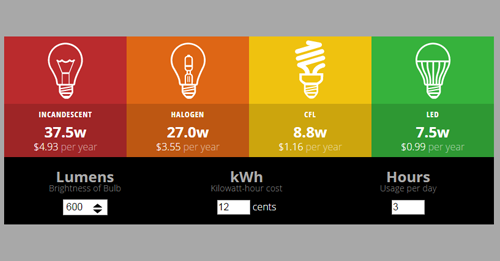 INCANDESCENT HALOGEN CFL LED
37.5w 27.0w 8.8w 7.5w
$4.93 per year $3.55 per year $1.16 per year $0.99 per year
Lumens kWh Hours
Brightness of Bulb Kilowatt-hour cost Usage per day
600 12 cents 3